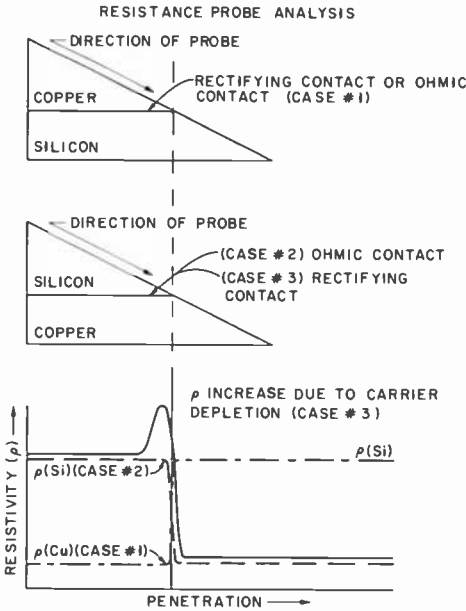 RESISTANCE PROBE ANALYSIS
DIRECTION OF PROBE
RECTIFYING CONTACT OR OHMIC
CONTACT (CASE #1)
COPPER
SILICON
DIRECTION OF PROBE
(CASE #2) OHMIC CONTACT
(CASE #3) RECTIFYING
CONTACT
SILICON
COPPER
ρ INCREASE DUE TO CARRIER
DEPLETION (CASE #3)
ρ(Si)
ρ(Si)(CASE #2)
ρ(Cu)(CASE #1)
RESISTIVITY (ρ)
PENETRATION